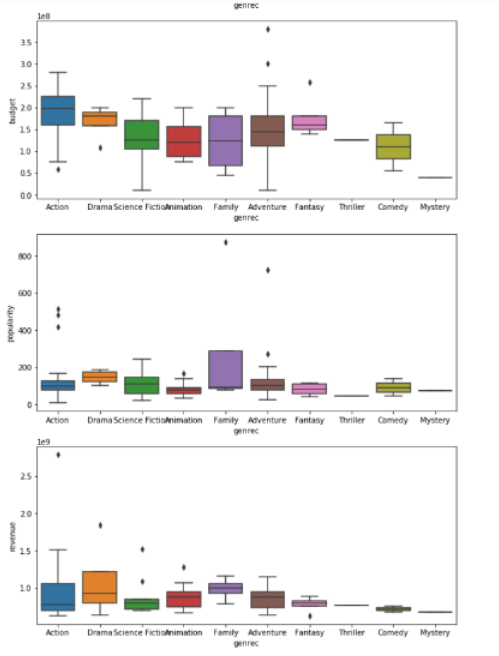 genrec
1e8
3.5
3.0
2.5
budget
2.0
1.5
1.0
0.5
0.0
Action Drama Science Fiction Animation Family Adventure Fantasy Thriller Comedy Mystery
genrec
800
600
popularity
400
200
0
Action Drama Science Fiction Animation Family Adventure Fantasy Thriller Comedy Mystery
genrec
1e9
2.5
2.0
revenue
1.5
1.0
Action Drama Science Fiction Animation Family Adventure Fantasy Thriller Comedy Mystery
genrec